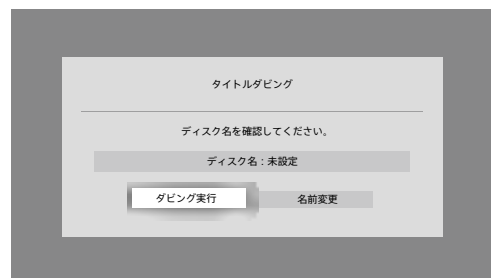 タイトルダビング
ディスク名を確認してください。
ディスク名：未設定
ダビング実行
名前変更